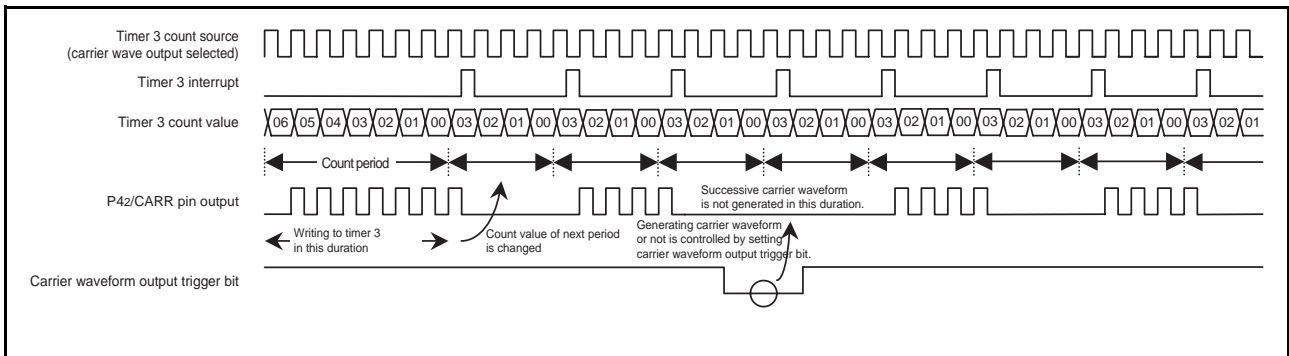 Timer 3 count source
(carrier wave output selected)
Timer 3 interrupt
Timer 3 count value
06 05 04 03 02 01 00 03 02 01 00 03 02 01 00 03 02 01 00 03 02 01 00 03 02 01 00 03 02 01 00 03 02 01 00 03 02 01
Count period
P42/CARR pin output
Successive carrier waveform
is not generated in this duration.
Writing to timer 3
in this duration
Count value of next period
is changed
Generating carrier waveform
or not is controlled by setting
carrier waveform output trigger bit.
Carrier waveform output trigger bit